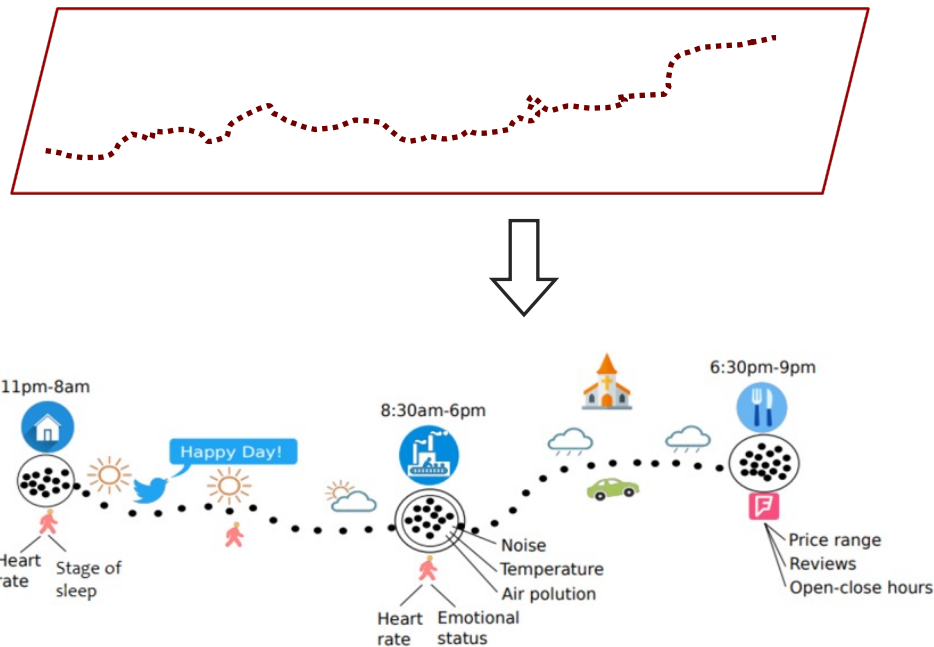 11pm-8am
Happy Day!
Heart
rate
Stage of
sleep
8:30am-6pm
Noise
Temperature
Air polution
Heart
rate
Emotional
status
6:30pm-9pm
Price range
Reviews
Open-close hours